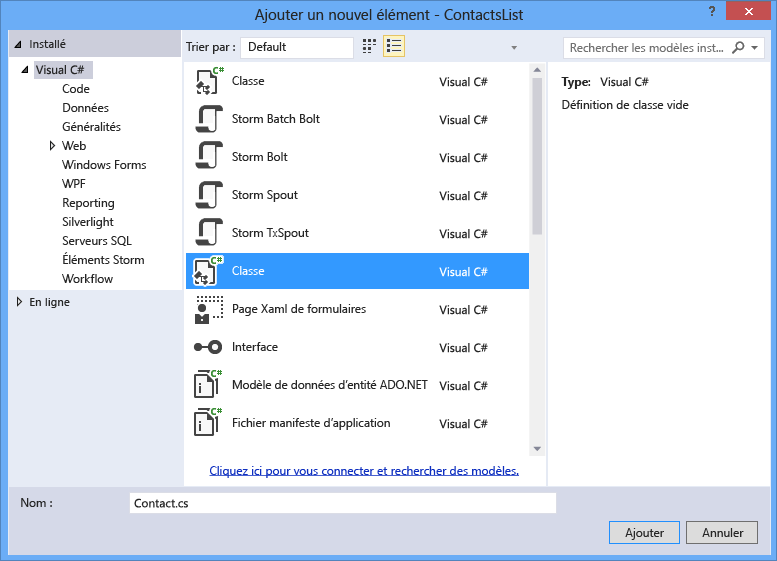 Ajouter un nouvel élément - ContactsList
?
Installé
Visual C#
Code
Données
Généralités
Web
Windows Forms
WPF
Reporting
Silverlight
Serveurs SQL
Éléments Storm
Workflow
En ligne
Trier par : Default
Rechercher les modèles inst...
C# Classe Visual C#
Storm Batch Bolt Visual C#
Storm Bolt Visual C#
Storm Spout Visual C#
Storm TxSpout Visual C#
C# Classe Visual C#
Page Xaml de formulaires Visual C#
Interface Visual C#
C# Modèle de données d'entité ADO.NET Visual C#
C# Fichier manifeste d'application Visual C#
Cliquez ici pour vous connecter et rechercher des modèles.
Type: Visual C#
Définition de classe vide
Nom : Contact.cs
Ajouter Annuler